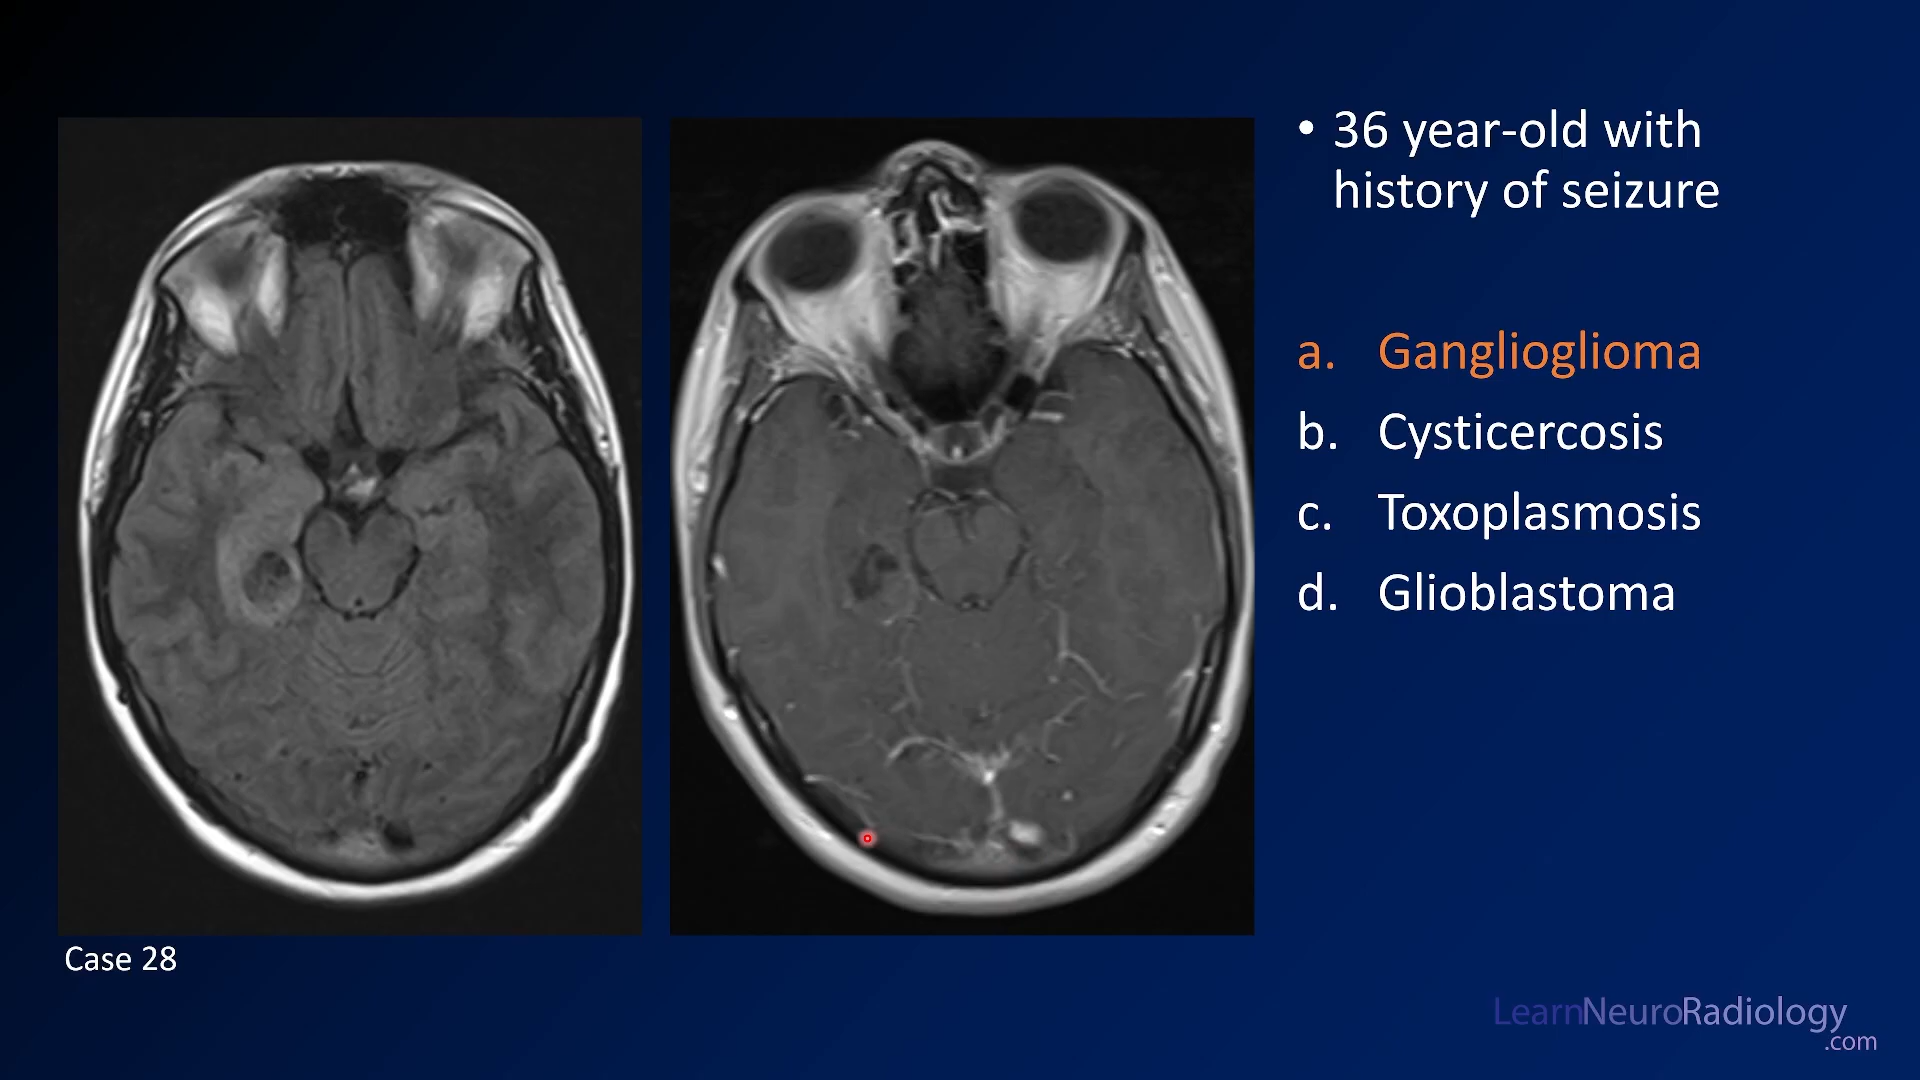 • 36 year-old with
history of seizure
a. Ganglioglioma
b. Cysticercosis
c. Toxoplasmosis
d. Glioblastoma
Case 28
LearnNeuroRadiology
.com